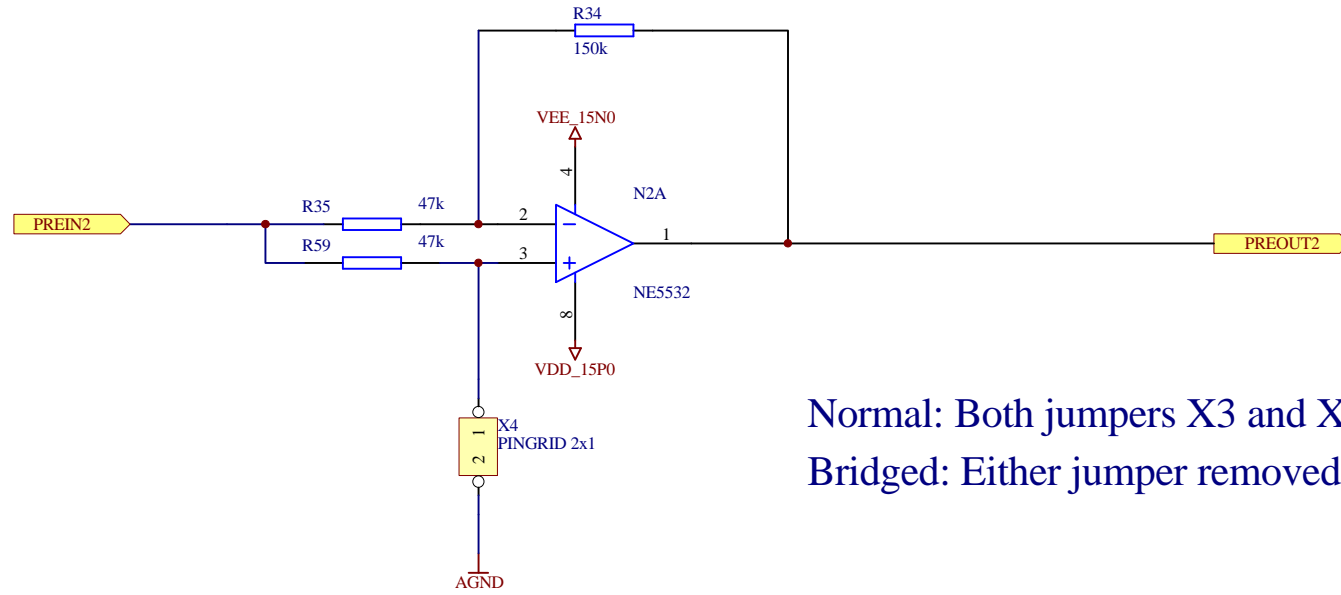 R34
150k
VEE_15N0
4
N2A
PREIN2
R35
47k
2
1
PREOUT2
R59
47k
3
NE5532
8
VDD_15P0
X4
PINGRID 2x1
1
2
Normal: Both jumpers X3 and X
Bridged: Either jumper removed
AGND